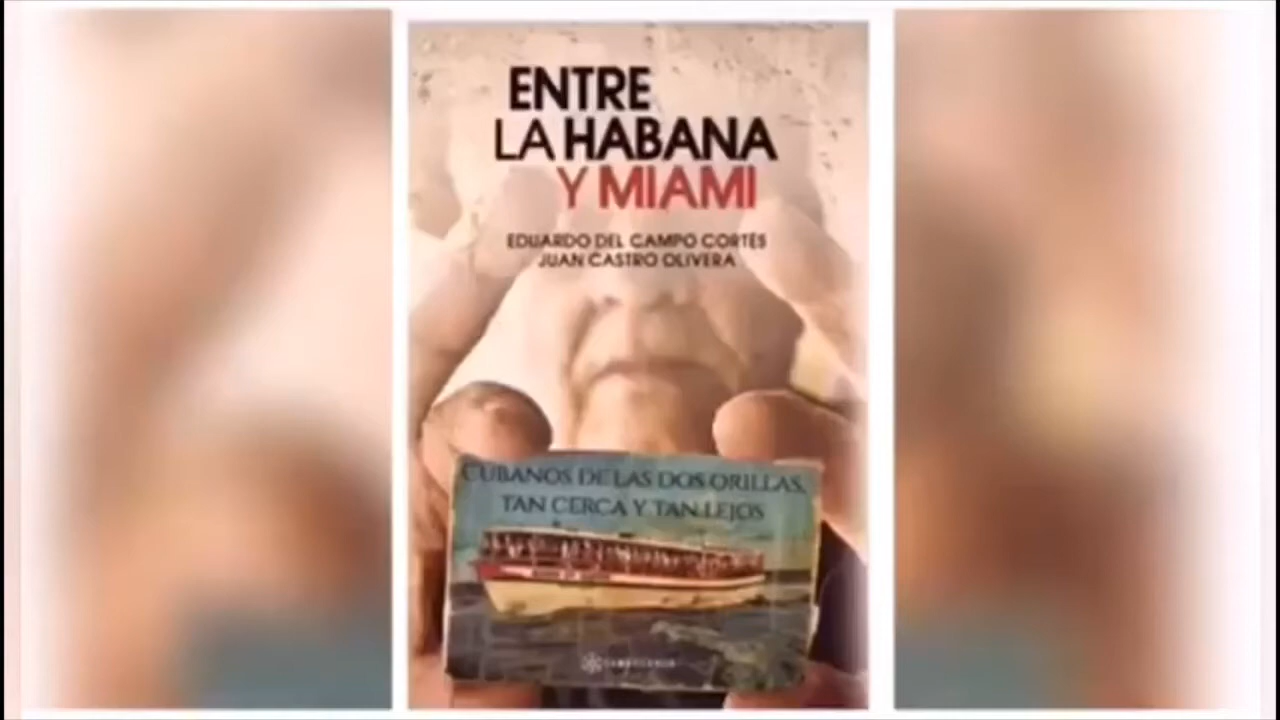 ENTRE
LA HABANA
Y MIAMI
EDUARDO DEL CAMPO CORTÉS
JUAN CASTRO OLIVERA
CUBANOS DE LAS DOS ORILLAS,
TAN CERCA Y TAN LEJOS